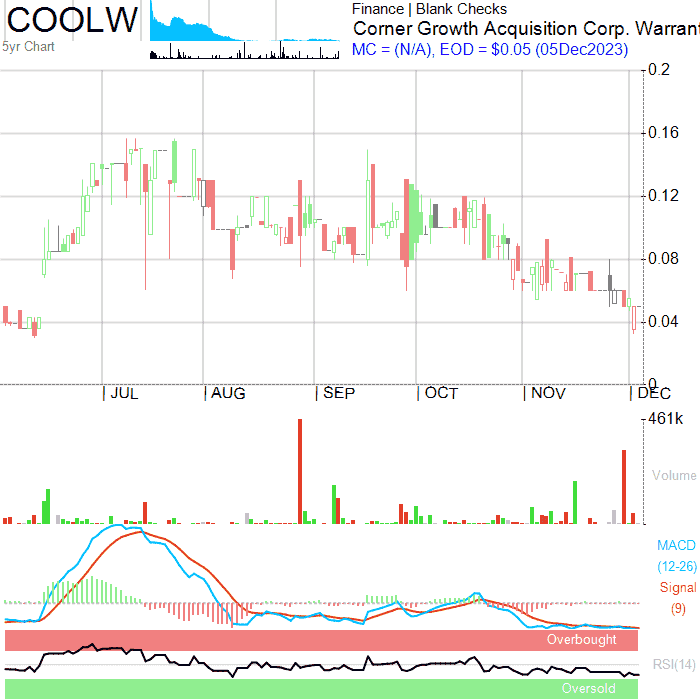 COOLW
5yr Chart
Finance | Blank Checks
Corner Growth Acquisition Corp. Warrant
MC = (N/A), EOD = $0.05 (05Dec2023)
0.2
0.16
0.12
0.08
0.04
0
JUL
AUG
SEP
OCT
NOV
DEC
461k
Volume
MACD
(12-26)
Signal
(9)
Overbought
RSI(14)
Oversold